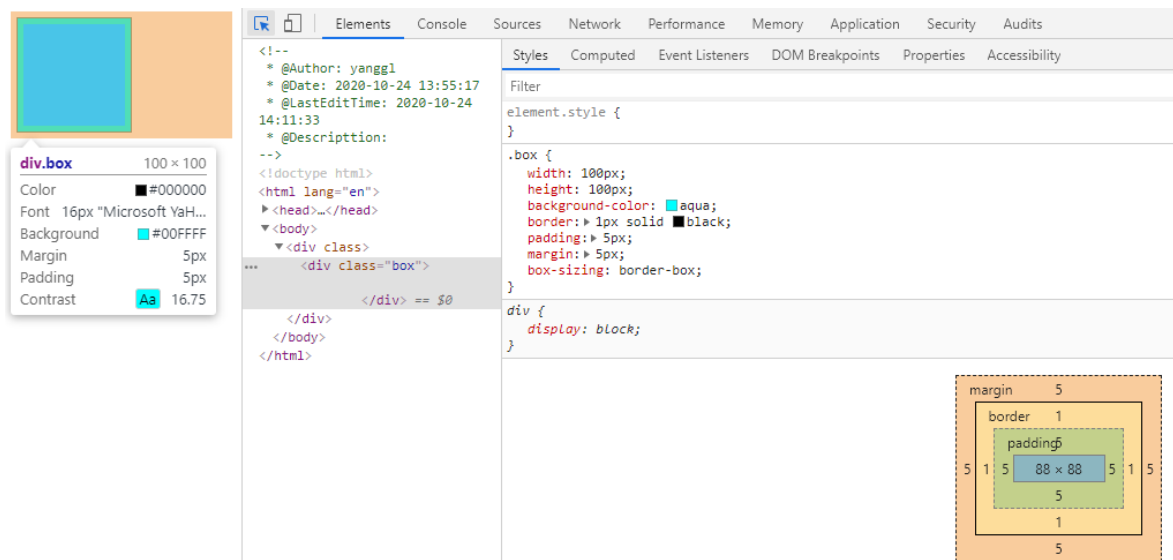 Elements Console Sources Network Performance Memory Application Security Audits
div.box 100 × 100
Color #000000
Font 16px "Microsoft YaH...
Background #00FFFF
Margin 5px
Padding 5px
Contrast Aa 16.75
<!--
* @Author: yanggl
* @Date: 2020-10-24 13:55:17
* @LastEditTime: 2020-10-24
14:11:33
* @Descripttion:
-->
<!doctype html>
<html lang="en">
<head>…</head>
<body>
<div class>
... <div class="box">
</div> == $0
</div>
</body>
</html>
Styles Computed Event Listeners DOM Breakpoints Properties Accessibility
Filter
element.style {
}
.box {
width: 100px;
height: 100px;
background-color: aqua;
border: 1px solid black;
padding: 5px;
margin: 5px;
box-sizing: border-box;
}
div {
display: block;
}
margin 5
border 1
padding 5
5 1 5 88 × 88 5 1 5
5
1
5